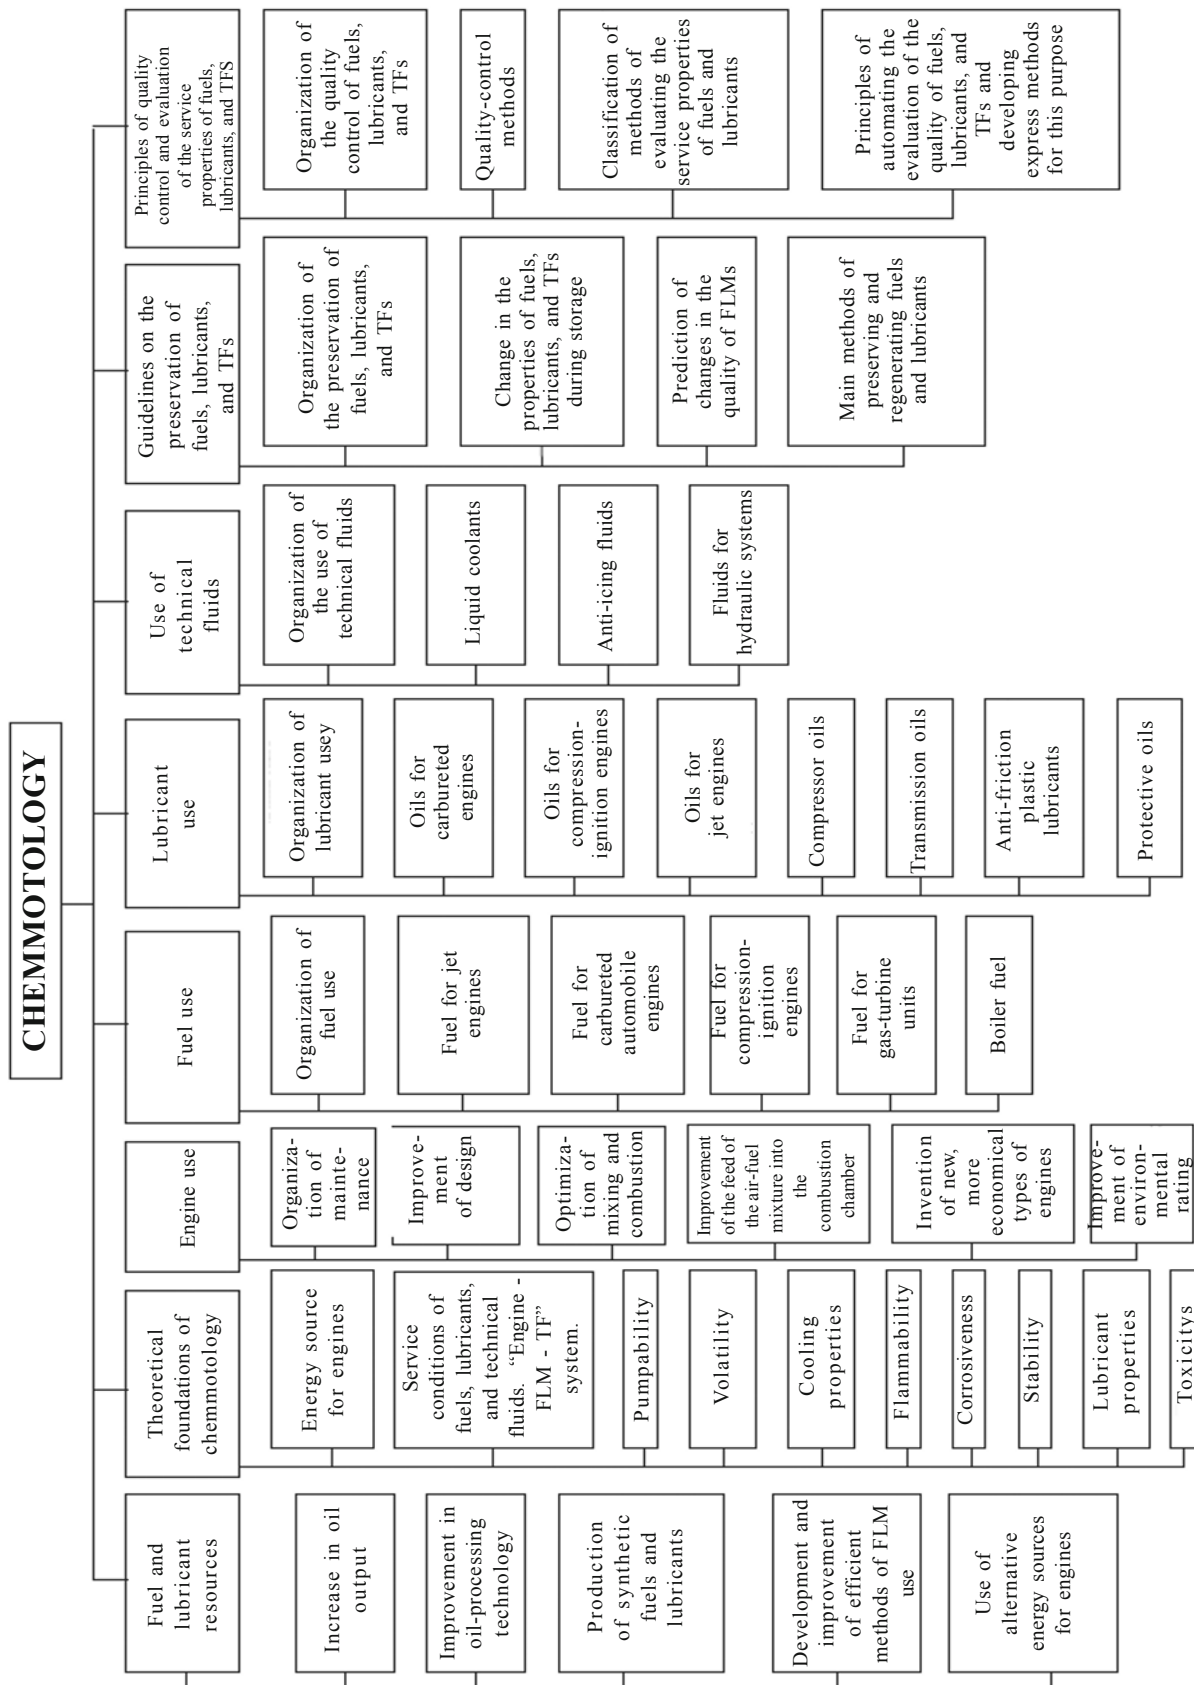 CHEMMOTOLOGY
Fuel and
lubricant
resources
Increase in oil
output
Improvement in
oil-processing
technology
Production
of synthetic
fuels and
lubricants
Development and
improvement
of efficient
methods of FLM
use
Use of
alternative
energy sources
for engines
Theoretical
foundations of
chemmotology
Energy source
for engines
Service
conditions of
fuels, lubricants,
and technical
fluids. “Engine -
FLM - TF”
system.
Pumpability
Volatility
Cooling
properties
Flammability
Corrosiveness
Stability
Lubricant
properties
Toxicitys
Engine use
Organiza-
tion of
mainte-
nance
Improve-
ment
of design
Optimiza-
tion of
mixing and
combustion
Improvement
of the feed of
the air-fuel
mixture into
the
combustion
chamber
Invention
of new,
more
economical
types of
engines
Improve-
ment of
environ-
mental
rating
Fuel use
Organization of
fuel use
Fuel for jet
engines
Fuel for
carbureted
automobile
engines
Fuel for
compression-
ignition
engines
Fuel for
gas-turbine
units
Boiler fuel
Lubricant
use
Organization of
lubricant usey
Oils for
carbureted
engines
Oils for
compression-
ignition engines
Oils for
jet engines
Compressor oils
Transmission oils
Anti-friction
plastic
lubricants
Protective oils
Use of
technical
fluids
Organization of
the use of
technical fluids
Liquid coolants
Anti-icing fluids
Fluids for
hydraulic systems
Guidelines on the
preservation of
fuels, lubricants,
and TFs
Organization of
the preservation of
fuels, lubricants,
and TFs
Change in the
properties of fuels,
lubricants, and TFs
during storage
Prediction of
changes in the
quality of FLMs
Main methods of
preserving and
regenerating fuels
and lubricants
Principles of quality
control and evaluation
of the service
properties of fuels,
lubricants, and TFS
Organization of
the quality
control of fuels,
lubricants,
and TFs
Quality-control
methods
Classification of
methods of
evaluating the
service properties
of fuels and
lubricants
Principles of
automating the
evaluation of the
quality of fuels,
lubricants, and
TFs and
developing
express methods
for this purpose